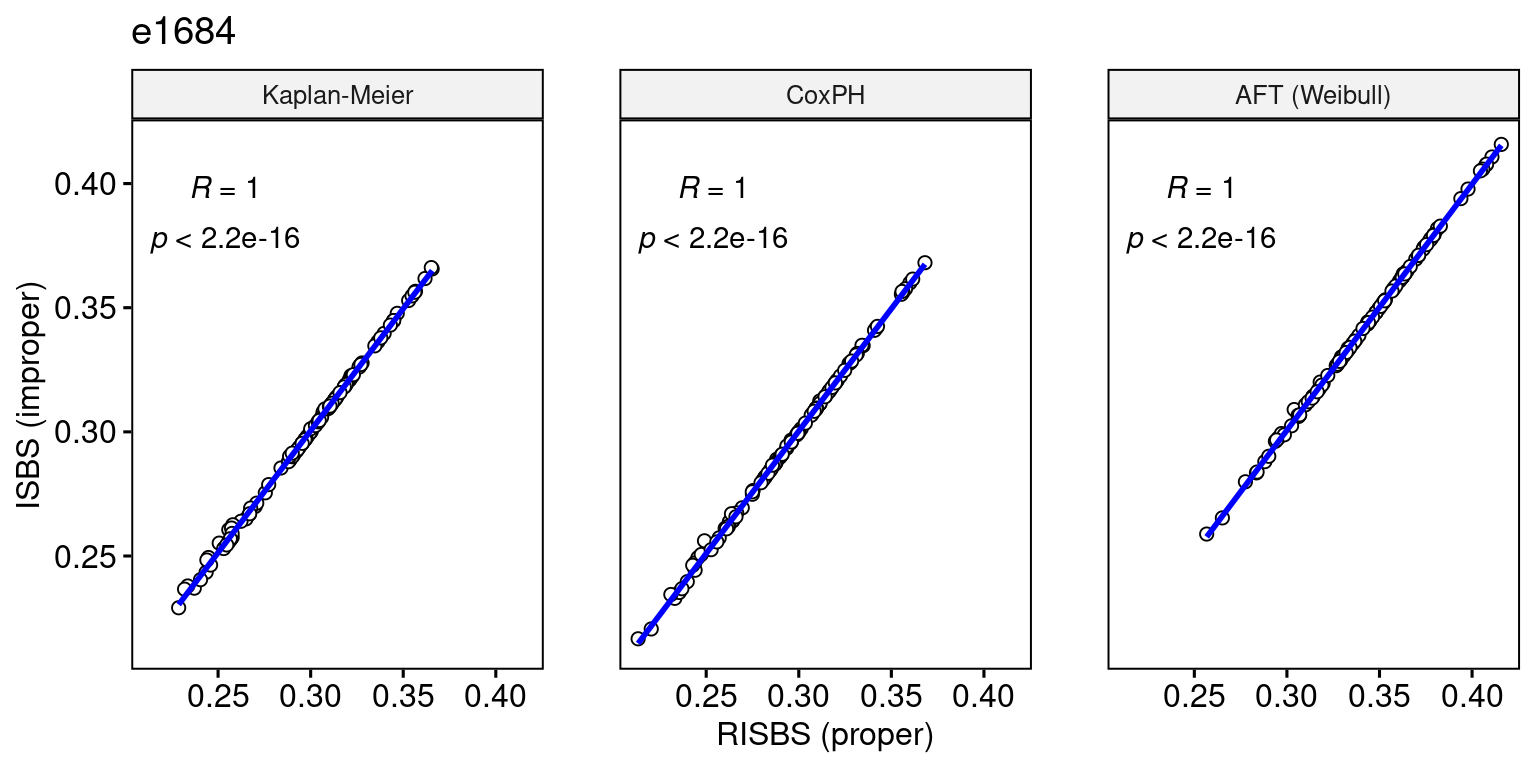 e1684
Kaplan-Meier
CoxPH
AFT (Weibull)
R = 1
p < 2.2e-16
R = 1
p < 2.2e-16
R = 1
p < 2.2e-16
ISBS (improper)
0.40
0.35
0.30
0.25
0.25 0.30 0.35 0.40
0.25 0.30 0.35 0.40
0.25 0.30 0.35 0.40
RISBS (proper)